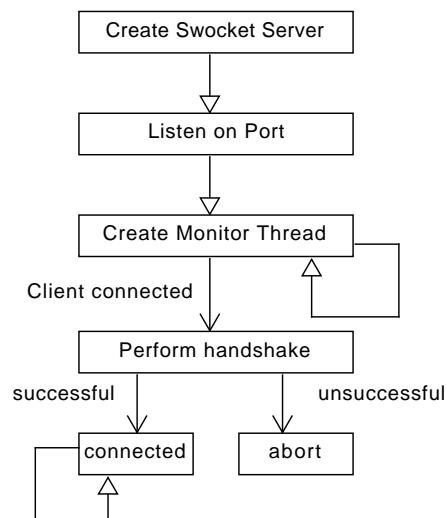 Create Swocket Server
Listen on Port
Create Monitor Thread
Client connected
Perform handshake
successful
unsuccessful
connected
abort